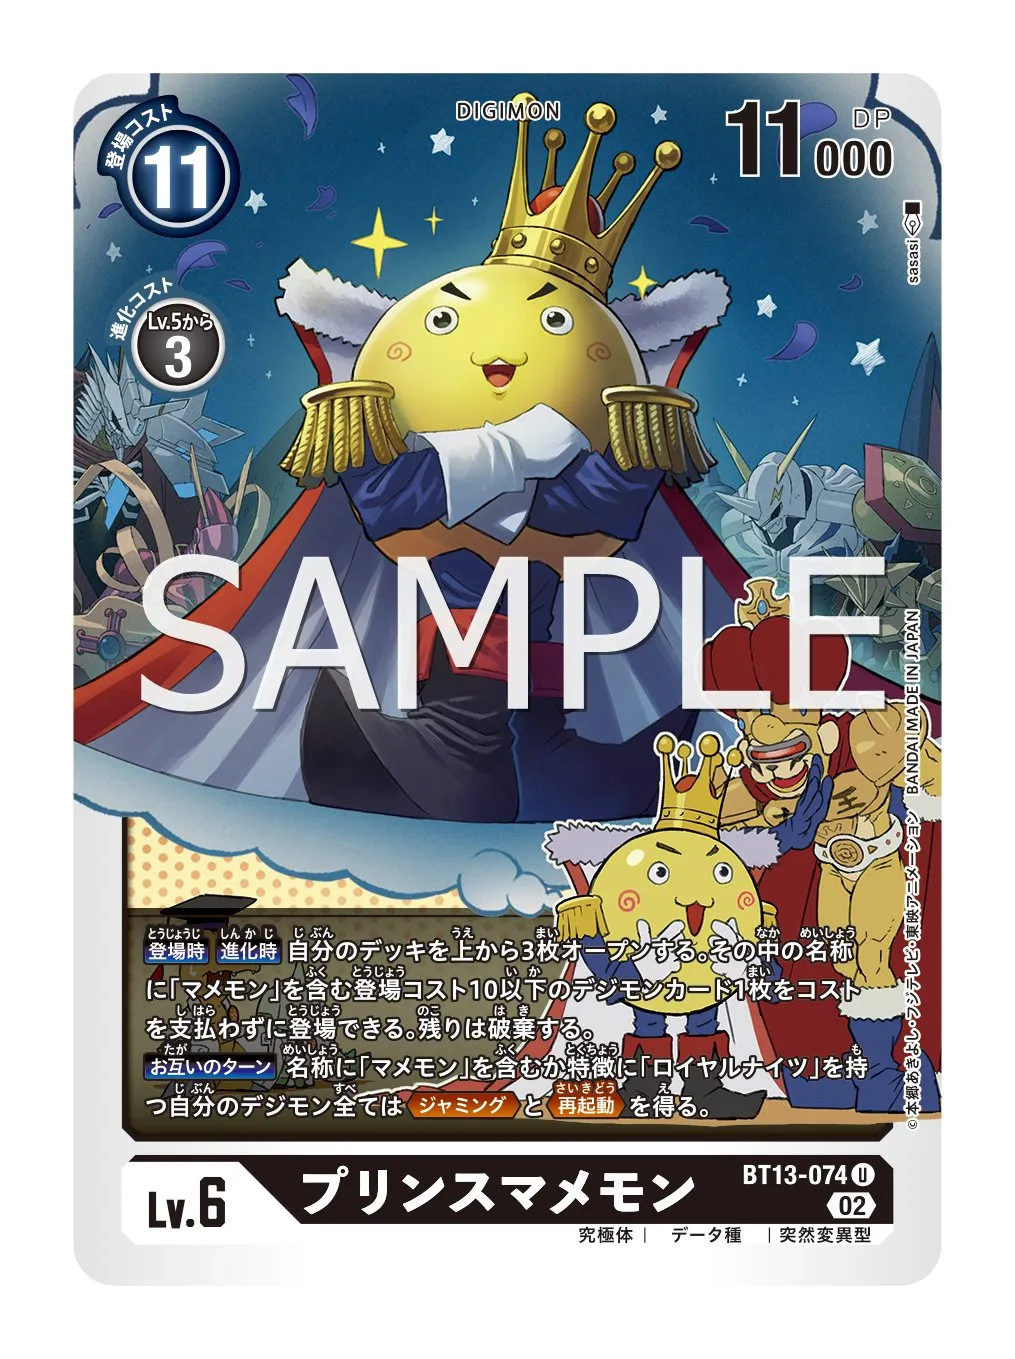 DIGIMON
登場コスト
11
11000 DP
進化コスト
Lv.5から
3
sasasi
SAMPLE
王
BANDAI MADE IN JAPAN
©本郷あきよし・フジテレビ・東映アニメーション
登場時 進化時 自分のデッキを上から3枚オープンする。その中の名称
に「マメモン」を含む登場コスト10以下のデジモンカード1枚をコスト
を支払わずに登場できる。残りは破棄する。
お互いのターン 名称に「マメモン」を含むか特徴に「ロイヤルナイツ」を持
つ自分のデジモン全ては ジャミング と 再起動 を得る。
Lv.6
プリンスマメモン
BT13-074 U
02
究極体 | データ種 | 突然変異型